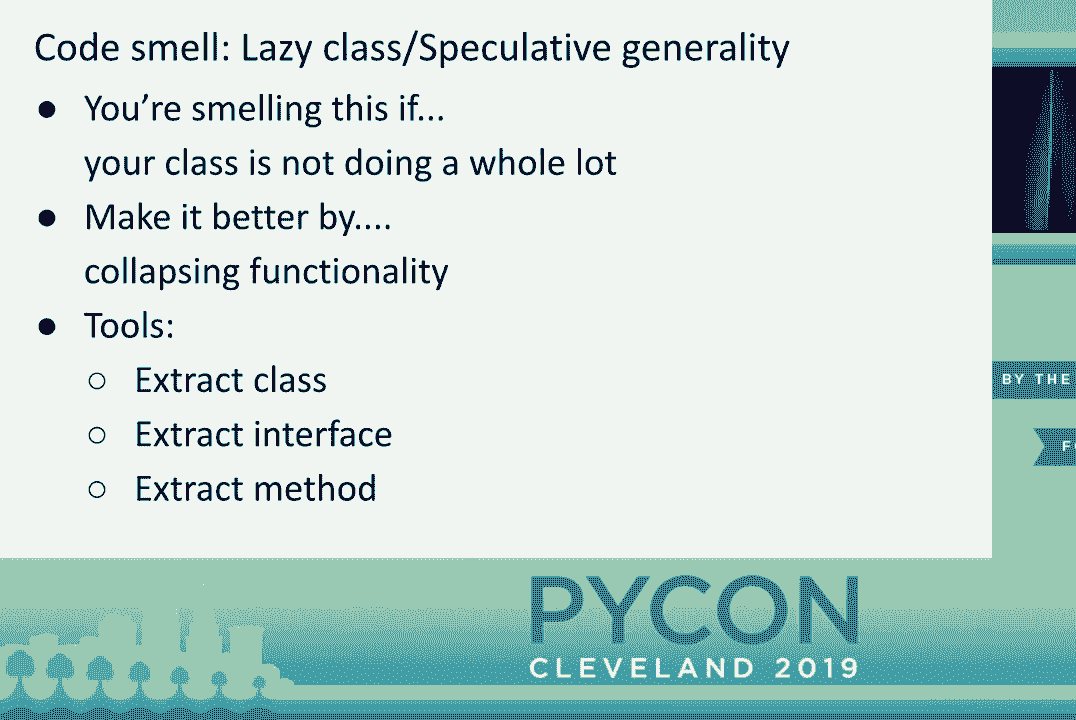 Code smell: Lazy class/Speculative generality
● You’re smelling this if...
your class is not doing a whole lot
● Make it better by....
collapsing functionality
● Tools:
○ Extract class
○ Extract interface
○ Extract method
BY THE
PYCON
CLEVELAND 2019